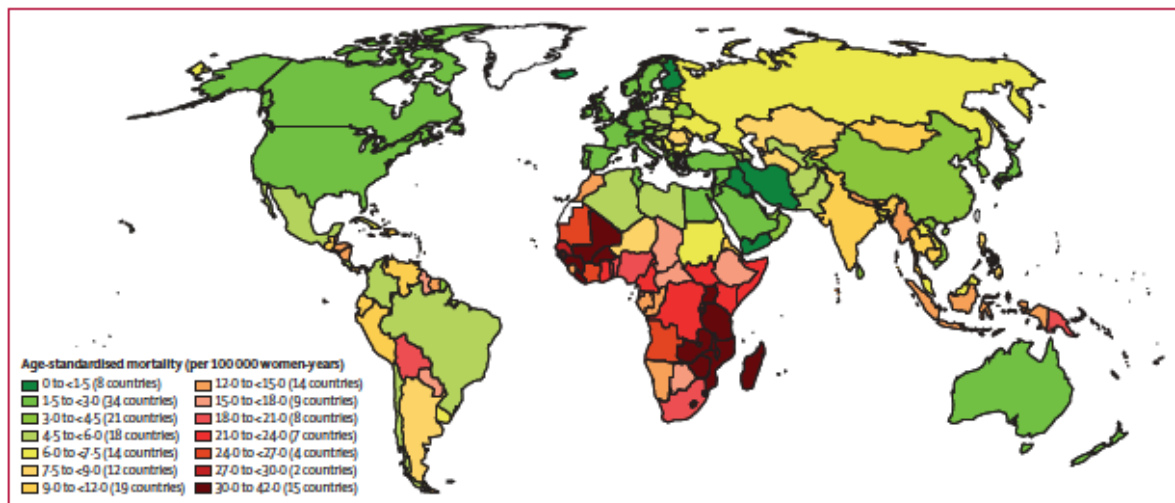 Age-standardised mortality (per 100 000 women-years)
0 to <1·5 (8 countries)
1·5 to <3·0 (34 countries)
3·0 to <4·5 (21 countries)
4·5 to <6·0 (18 countries)
6·0 to <7·5 (14 countries)
7·5 to <9·0 (12 countries)
9·0 to <12·0 (19 countries)
12·0 to <15·0 (14 countries)
15·0 to <18·0 (9 countries)
18·0 to <21·0 (8 countries)
21·0 to <24·0 (7 countries)
24·0 to <27·0 (4 countries)
27·0 to <30·0 (2 countries)
30·0 to 42·0 (15 countries)